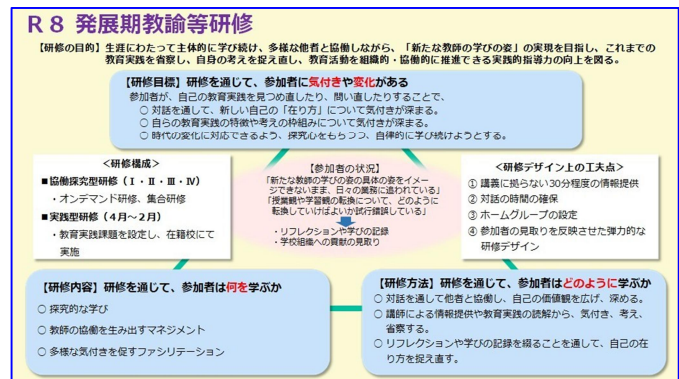 R８ 発展期教諭等研修
【研修の目的】生涯にわたって主体的に学び続け、多様な他者と協働しながら、「新たな教師の学びの姿」の実現を目指し、これまでの
教育実践を省察し、自身の考えを捉え直し、教育活動を組織的・協働的に推進できる実践的指導力の向上を図る。
【研修目標】研修を通じて、参加者に気付きや変化がある
参加者が、自己の教育実践を見つめ直したり、問い直したりすることで、
○ 対話を通して、新しい自己の「在り方」について気付きが深まる。
○ 自らの教育実践の特徴や考えの枠組みについて気付きが深まる。
○ 時代の変化に対応できるよう、探究心をもちつつ、自律的に学び続けようとする。
＜研修構成＞
■協働探究型研修（Ⅰ・Ⅱ・Ⅲ・Ⅳ）
・オンデマンド研修、集合研修
■実践型研修（４月～２月）
・教育実践課題を設定し、在籍校にて
実施
【参加者の状況】
「新たな教師の学びの姿の具体の姿をイメー
ジできないまま、日々の業務に追われている」
「授業観や学習観の転換について、どのように
転換していけばよいか試行錯誤している」
・リフレクションや学びの記録
・学校組織への貢献の見取り
＜研修デザイン上の工夫点＞
① 講義に拠らない30分程度の情報提供
② 対話の時間の確保
③ ホームグループの設定
④ 参加者の見取りを反映させた弾力的な
研修デザイン
【研修内容】研修を通じて、参加者は何を学ぶか
○ 探究的な学び
○ 教師の協働を生み出すマネジメント
○ 多様な気付きを促すファシリテーション
【研修方法】研修を通じて、参加者はどのように学ぶか
○ 対話を通して他者と協働し、自己の価値観を広げ、深める。
○ 講師による情報提供や教育実践の読解から、気付き、考え、
省察する。
○ リフレクションや学びの記録を綴ることを通して、自己の在
り方を捉え直す。